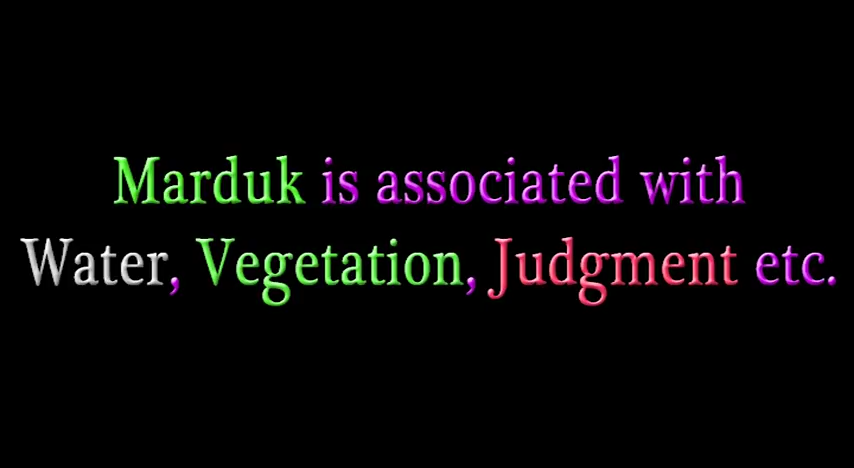 Marduk is associated with
Water, Vegetation, Judgment etc.